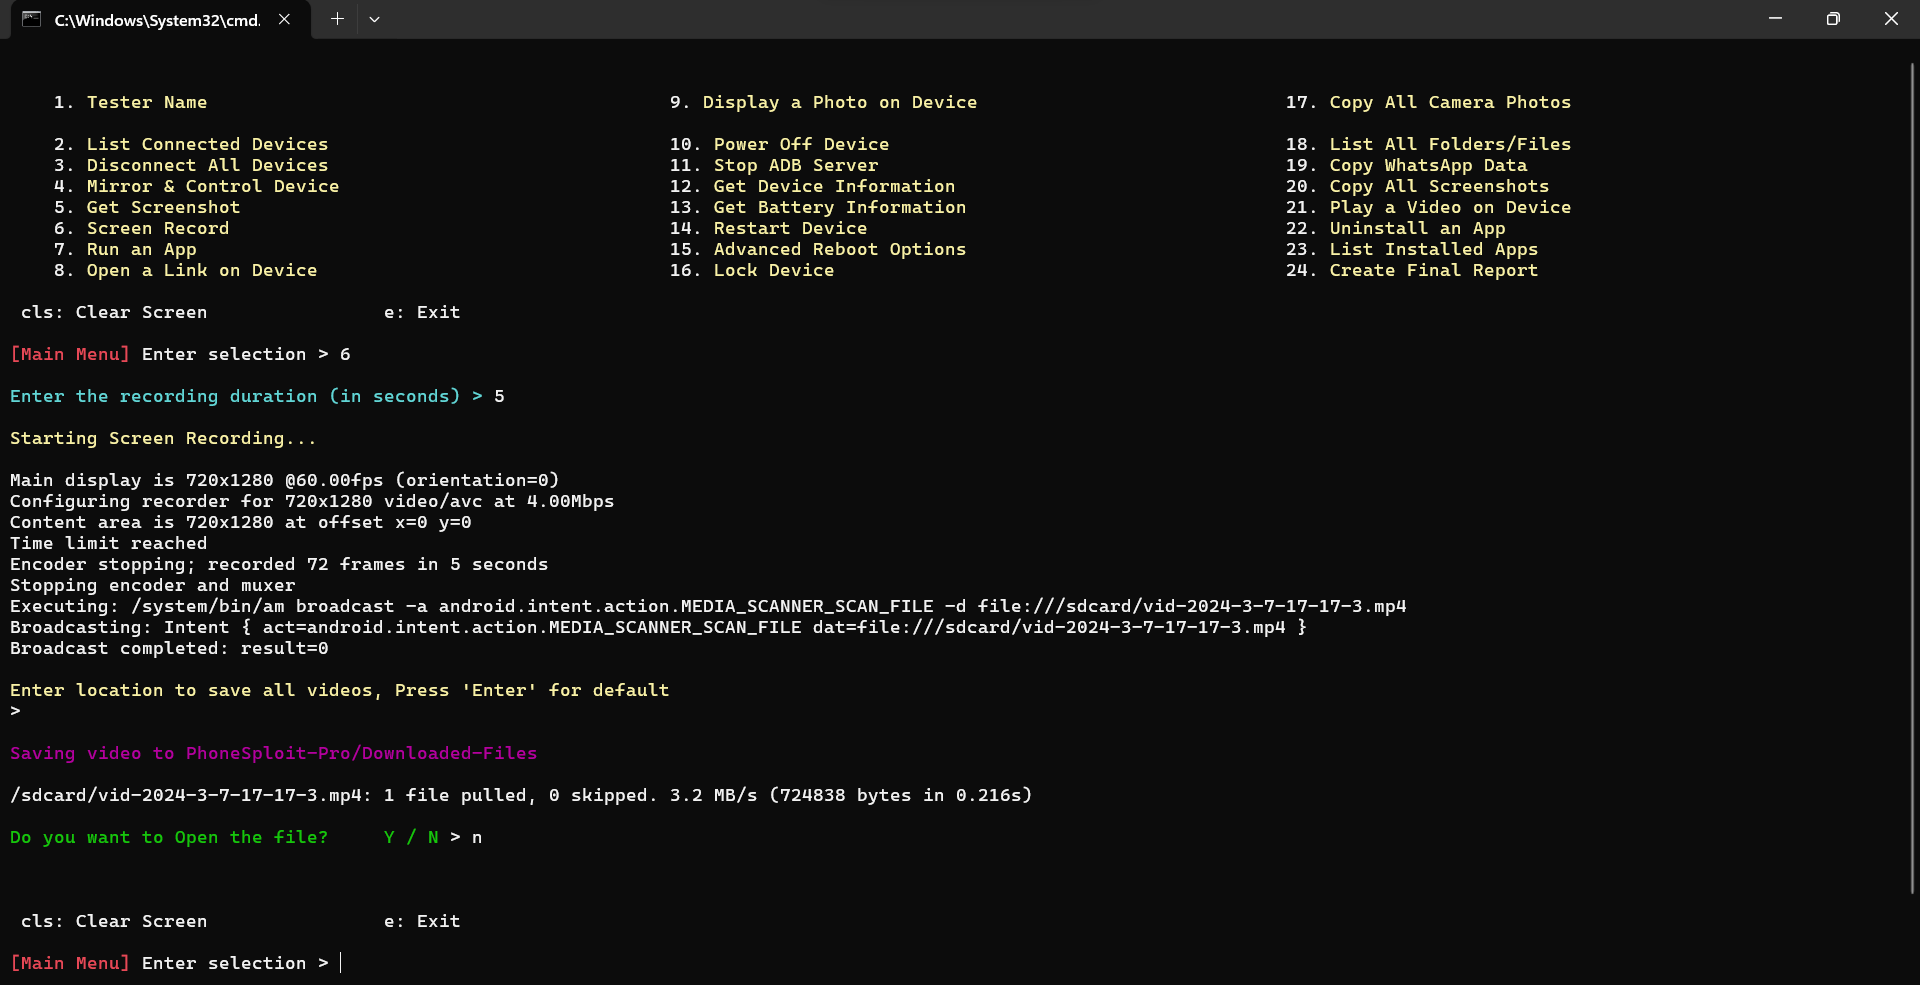 C:\Windows\System32\cmd.
1. Tester Name 9. Display a Photo on Device 17. Copy All Camera Photos
2. List Connected Devices 10. Power Off Device 18. List All Folders/Files
3. Disconnect All Devices 11. Stop ADB Server 19. Copy WhatsApp Data
4. Mirror & Control Device 12. Get Device Information 20. Copy All Screenshots
5. Get Screenshot 13. Get Battery Information 21. Play a Video on Device
6. Screen Record 14. Restart Device 22. Uninstall an App
7. Run an App 15. Advanced Reboot Options 23. List Installed Apps
8. Open a Link on Device 16. Lock Device 24. Create Final Report
cls: Clear Screen e: Exit
[Main Menu] Enter selection > 6
Enter the recording duration (in seconds) > 5
Starting Screen Recording...
Main display is 720x1280 @60.00fps (orientation=0)
Configuring recorder for 720x1280 video/avc at 4.00Mbps
Content area is 720x1280 at offset x=0 y=0
Time limit reached
Encoder stopping; recorded 72 frames in 5 seconds
Stopping encoder and muxer
Executing: /system/bin/am broadcast -a android.intent.action.MEDIA_SCANNER_SCAN_FILE -d file:///sdcard/vid-2024-3-7-17-17-3.mp4
Broadcasting: Intent { act=android.intent.action.MEDIA_SCANNER_SCAN_FILE dat=file:///sdcard/vid-2024-3-7-17-17-3.mp4 }
Broadcast completed: result=0
Enter location to save all videos, Press 'Enter' for default
>
Saving video to PhoneSploit-Pro/Downloaded-Files
/sdcard/vid-2024-3-7-17-17-3.mp4: 1 file pulled, 0 skipped. 3.2 MB/s (724838 bytes in 0.216s)
Do you want to Open the file? Y / N > n
cls: Clear Screen e: Exit
[Main Menu] Enter selection >